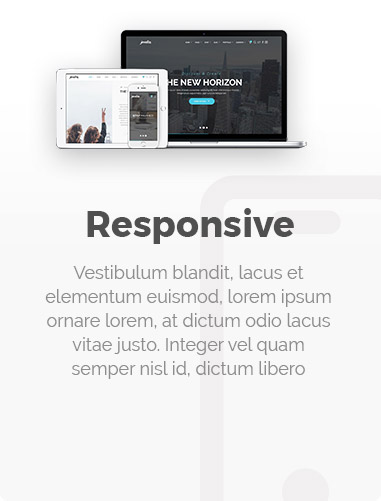 THE NEW HORIZON
Responsive
Vestibulum blandit, lacus et
elementum euismod, lorem ipsum
ornare lorem, at dictum odio lacus
vitae justo. Integer vel quam
semper nisl id, dictum libero